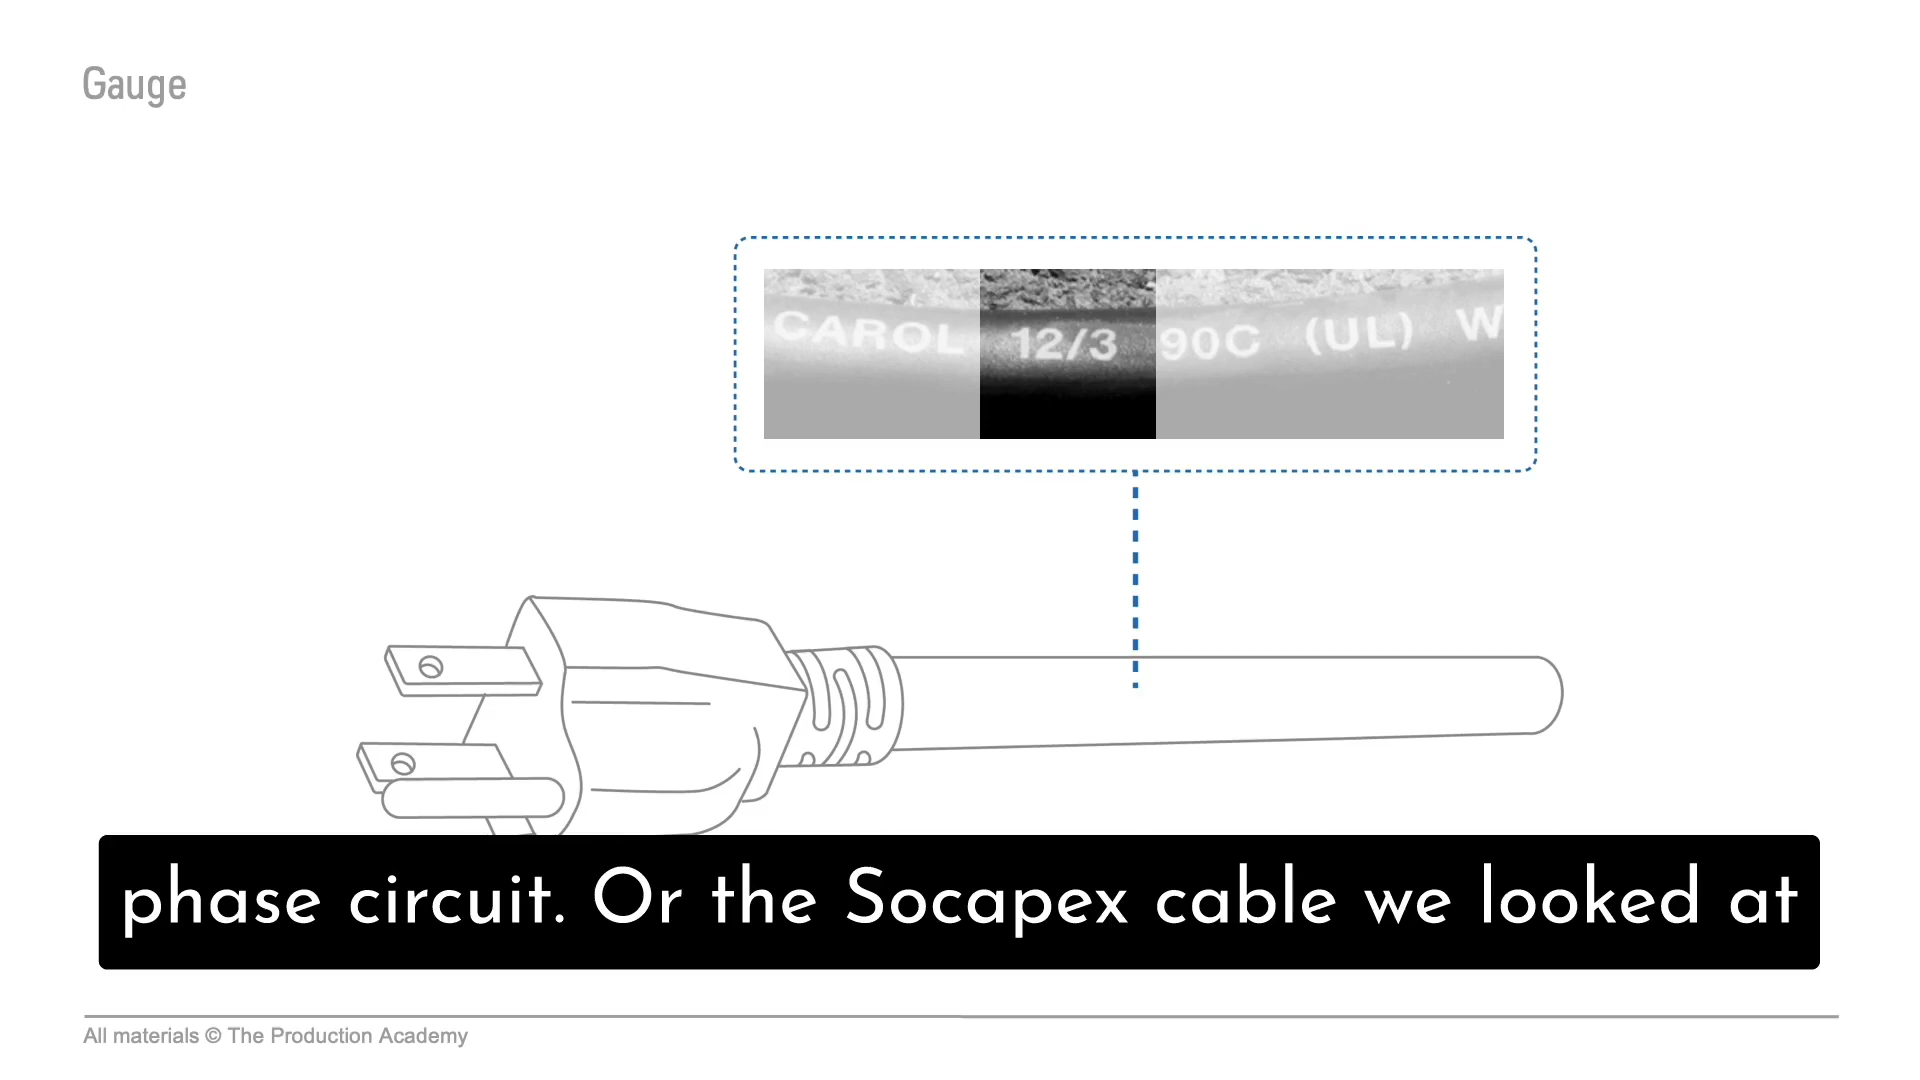 Gauge
CAROL 12/3 90C (UL) W
phase circuit. Or the Socapex cable we looked at
All materials © The Production Academy